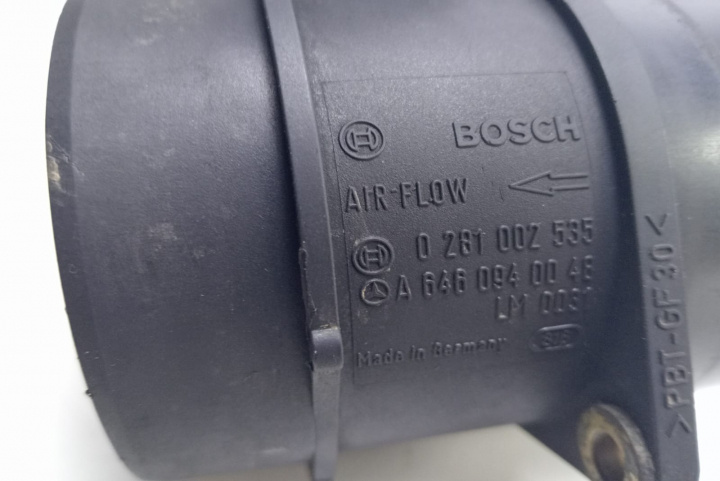 BOSCH
AIR-FLOW
0 281 002 535
A 646 094 00 48
LM 0031
Made in Germany
>PBT-GF30<